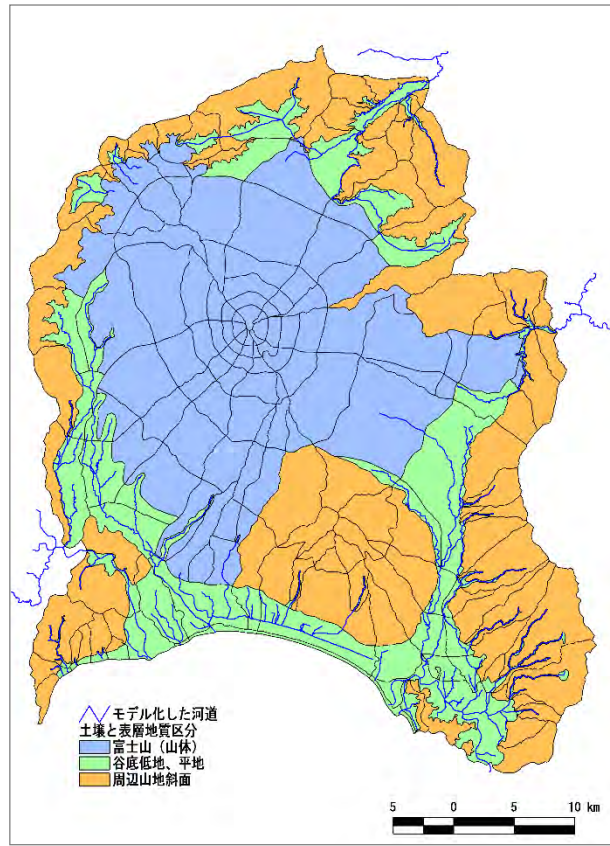 モデル化した河道
土壌と表層地質区分
富士山（山体）
谷底低地、平地
周辺山地斜面
5 0 5 10 km